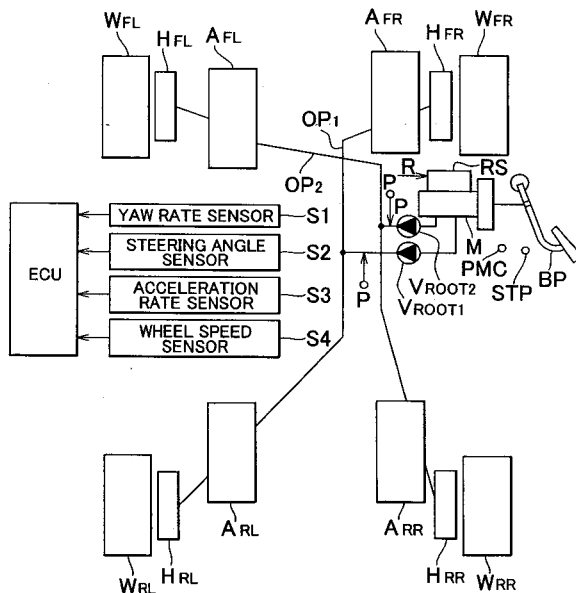 WFL HFL AFL AFR HFR WFR
OP1
OP2
R RS
P
P
YAW RATE SENSOR S1
STEERING ANGLE SENSOR S2
ACCELERATION RATE SENSOR S3
WHEEL SPEED SENSOR S4
ECU
P
VROOT2
VROOT1
M
PMC
STP
BP
WRL HRL ARL ARR HRR WRR